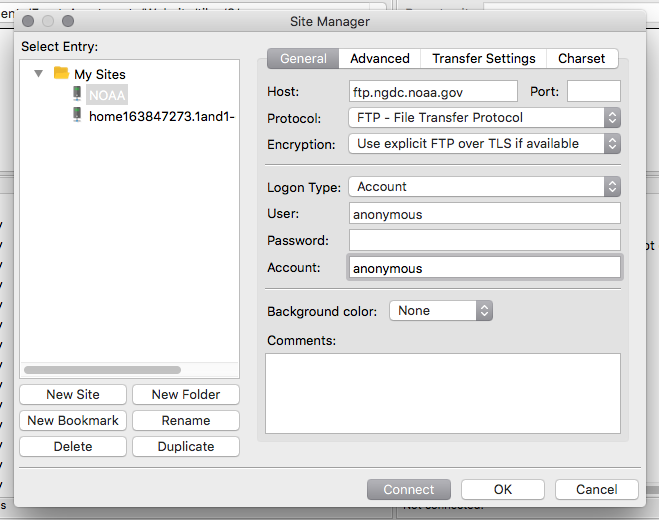 Site Manager
Select Entry:
My Sites
NOAA
home163847273.1and1-
New Site
New Folder
New Bookmark
Rename
Delete
Duplicate
General
Advanced
Transfer Settings
Charset
Host:
ftp.ngdc.noaa.gov
Port:
Protocol:
FTP - File Transfer Protocol
Encryption:
Use explicit FTP over TLS if available
Logon Type:
Account
User:
anonymous
Password:
Account:
anonymous
Background color:
None
Comments:
Connect
OK
Cancel
Not connected.